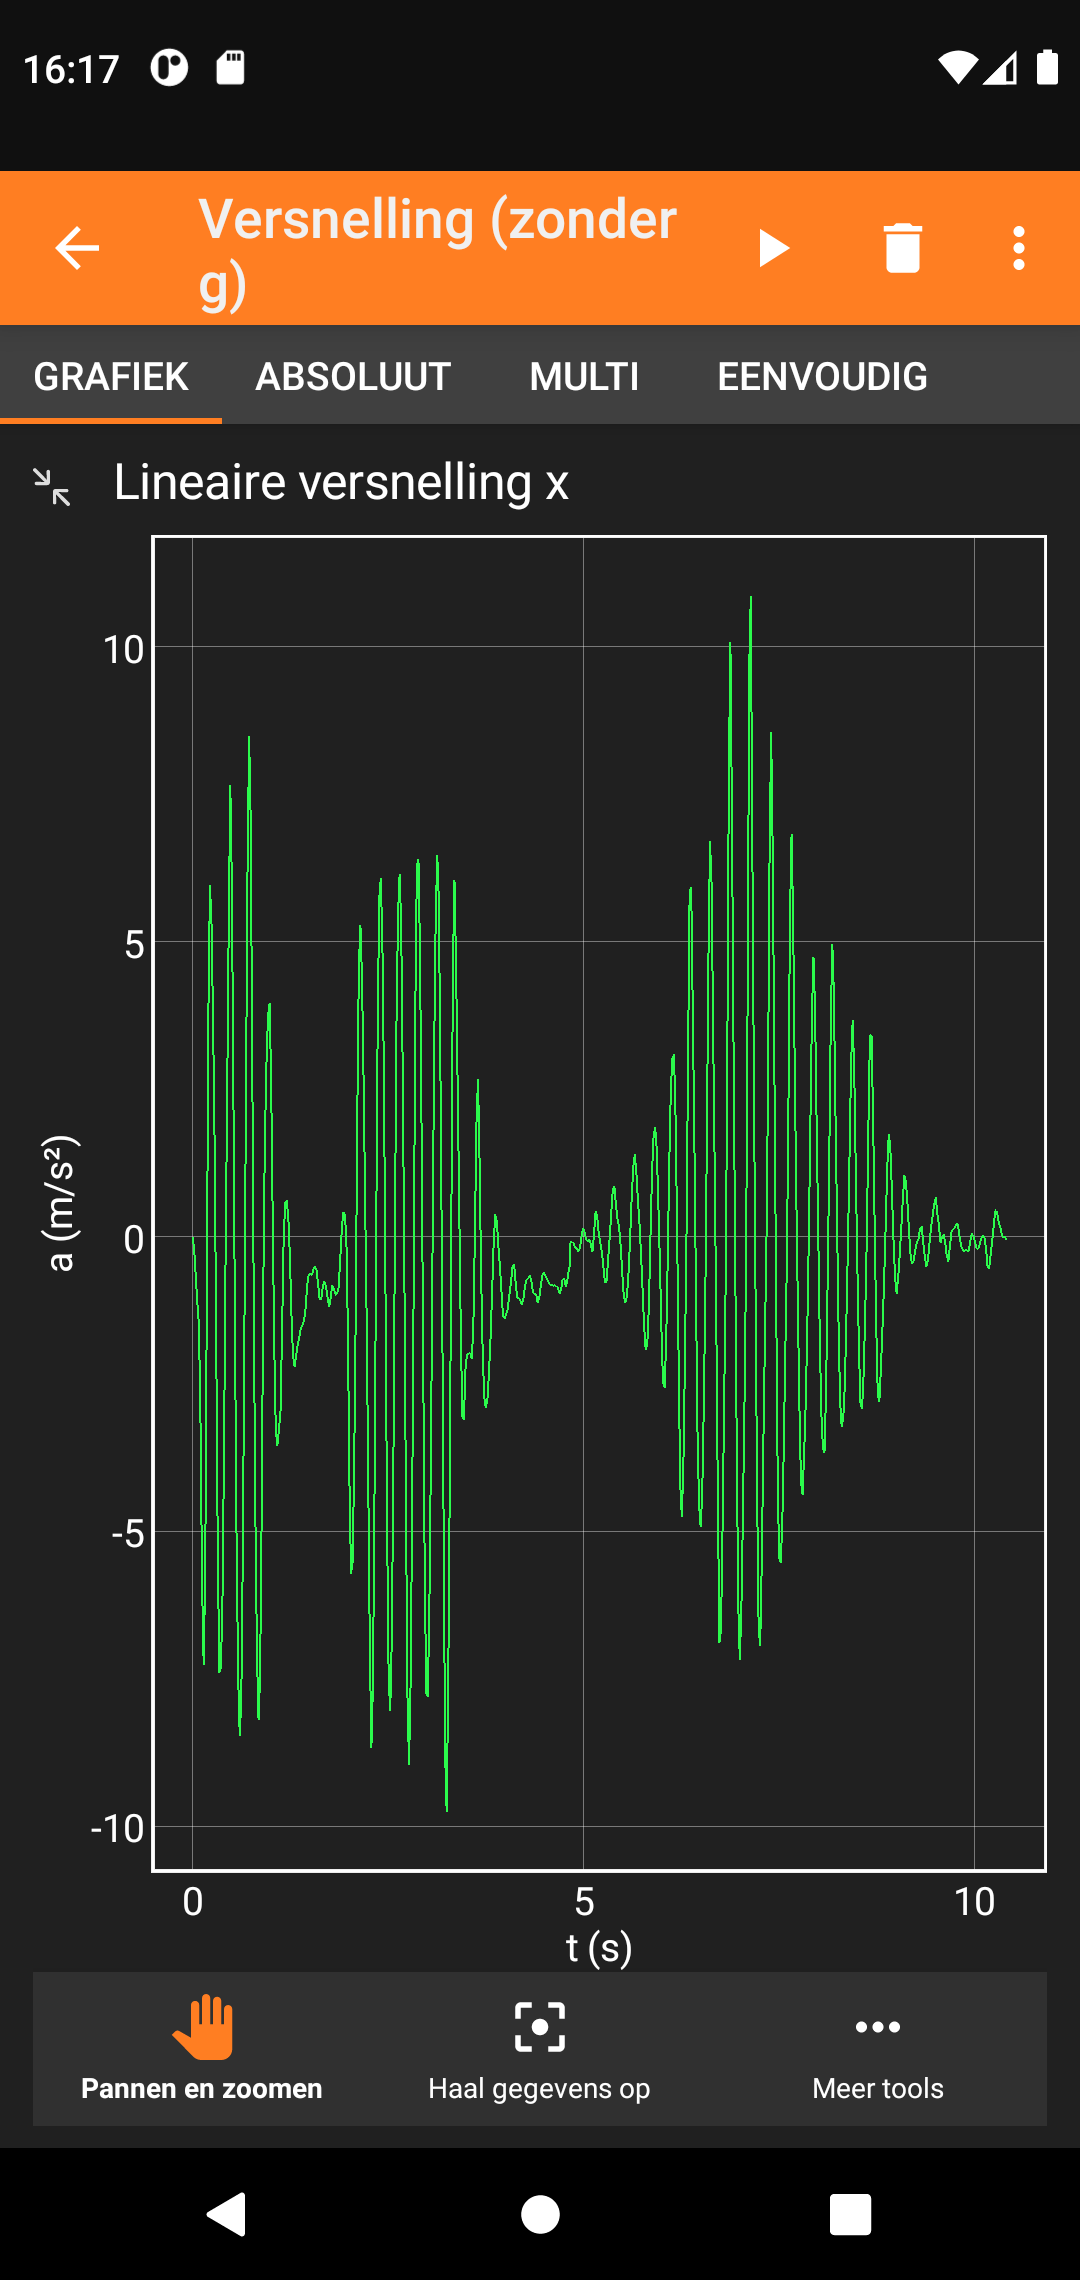 16:17
Versnelling (zonder
g)
GRAFIEK ABSOLUUT MULTI EENVOUDIG
Lineaire versnelling x
10
5
0
-5
-10
a (m/s²)
0 5 10
t (s)
Pannen en zoomen Haal gegevens op Meer tools